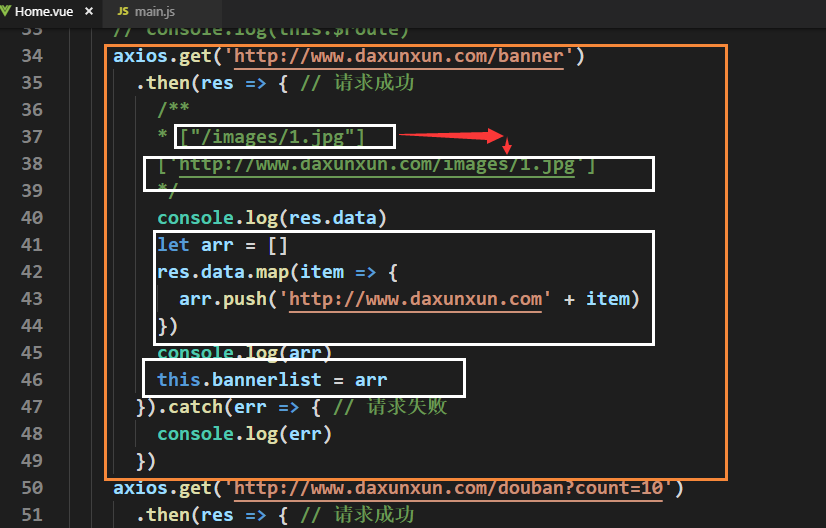 Home.vue × JS main.js
33 // console.log(this.$route)
34 axios.get('http://www.daxunxun.com/banner')
35 .then(res => { // 请求成功
36 /**
37 * ["/images/1.jpg"]
38 ['http://www.daxunxun.com/images/1.jpg']
39 */
40 console.log(res.data)
41 let arr = []
42 res.data.map(item => {
43 arr.push('http://www.daxunxun.com' + item)
44 })
45 console.log(arr)
46 this.bannerlist = arr
47 }).catch(err => { // 请求失败
48 console.log(err)
49 })
50 axios.get('http://www.daxunxun.com/douban?count=10')
51 .then(res => { // 请求成功